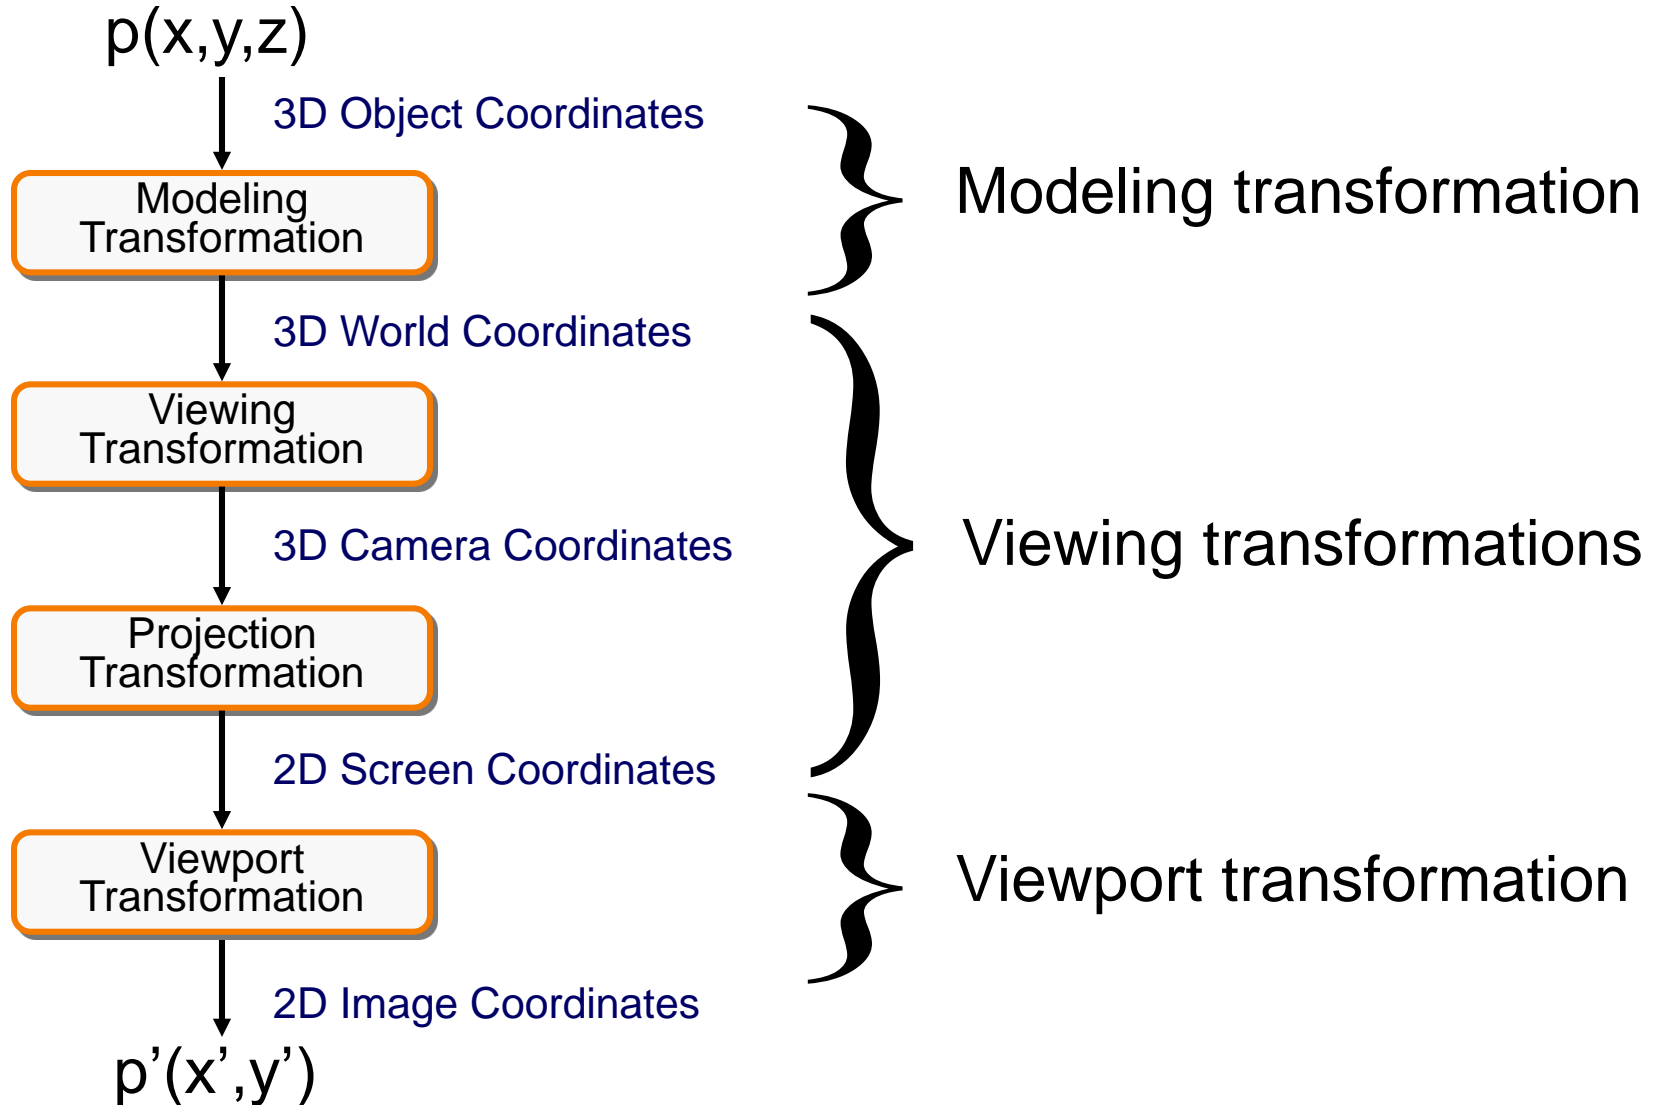 p(x,y,z)
3D Object Coordinates
Modeling
Transformation
Modeling transformation
3D World Coordinates
Viewing
Transformation
3D Camera Coordinates
Viewing transformations
Projection
Transformation
2D Screen Coordinates
Viewport
Transformation
Viewport transformation
2D Image Coordinates
p’(x’,y’)